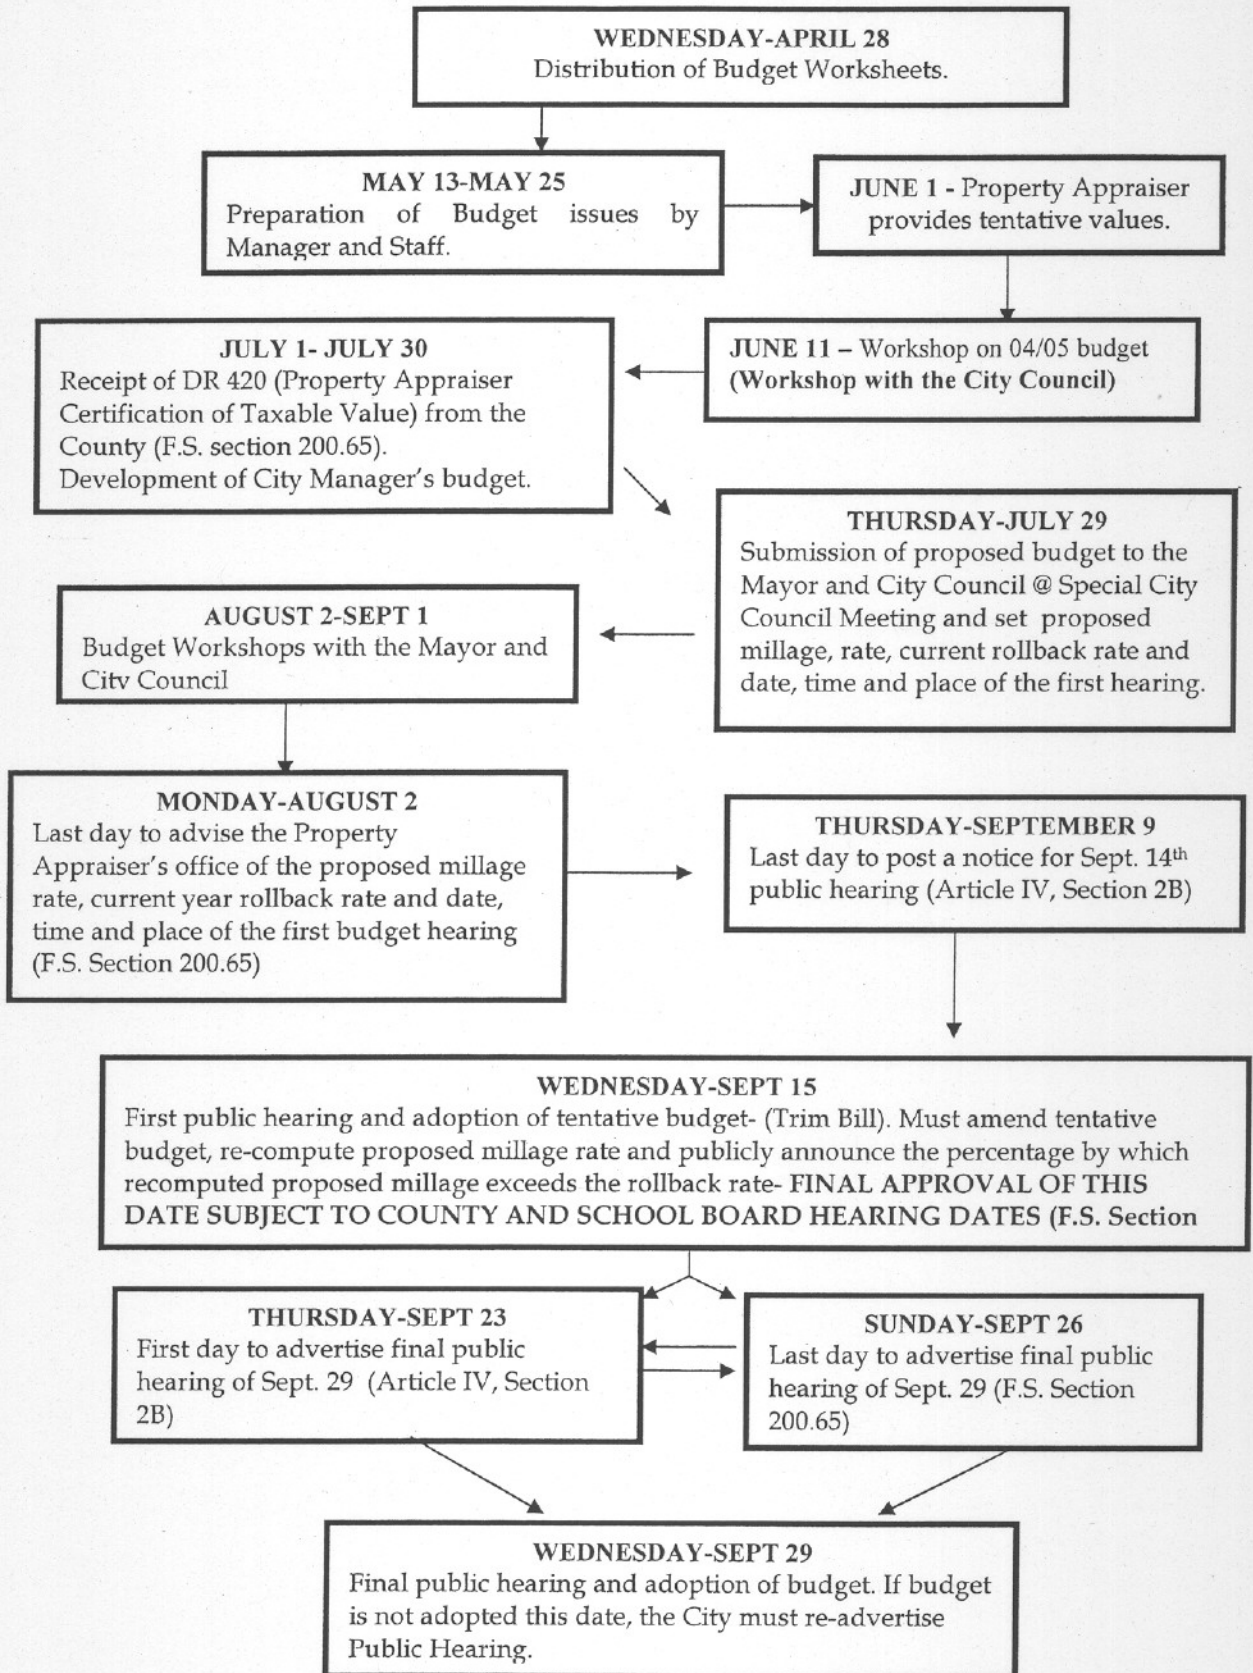 WEDNESDAY-APRIL 28
Distribution of Budget Worksheets.
MAY 13-MAY 25
Preparation of Budget issues by
Manager and Staff.
JUNE 1 - Property Appraiser
provides tentative values.
JUNE 11 – Workshop on 04/05 budget
(Workshop with the City Council)
JULY 1- JULY 30
Receipt of DR 420 (Property Appraiser
Certification of Taxable Value) from the
County (F.S. section 200.65).
Development of City Manager's budget.
THURSDAY-JULY 29
Submission of proposed budget to the
Mayor and City Council @ Special City
Council Meeting and set proposed
millage, rate, current rollback rate and
date, time and place of the first hearing.
AUGUST 2-SEPT 1
Budget Workshops with the Mayor and
City Council
MONDAY-AUGUST 2
Last day to advise the Property
Appraiser's office of the proposed millage
rate, current year rollback rate and date,
time and place of the first budget hearing
(F.S. Section 200.65)
THURSDAY-SEPTEMBER 9
Last day to post a notice for Sept. 14th
public hearing (Article IV, Section 2B)
WEDNESDAY-SEPT 15
First public hearing and adoption of tentative budget- (Trim Bill). Must amend tentative
budget, re-compute proposed millage rate and publicly announce the percentage by which
recomputed proposed millage exceeds the rollback rate- FINAL APPROVAL OF THIS
DATE SUBJECT TO COUNTY AND SCHOOL BOARD HEARING DATES (F.S. Section
THURSDAY-SEPT 23
First day to advertise final public
hearing of Sept. 29 (Article IV, Section
2B)
SUNDAY-SEPT 26
Last day to advertise final public
hearing of Sept. 29 (F.S. Section
200.65)
WEDNESDAY-SEPT 29
Final public hearing and adoption of budget. If budget
is not adopted this date, the City must re-advertise
Public Hearing.